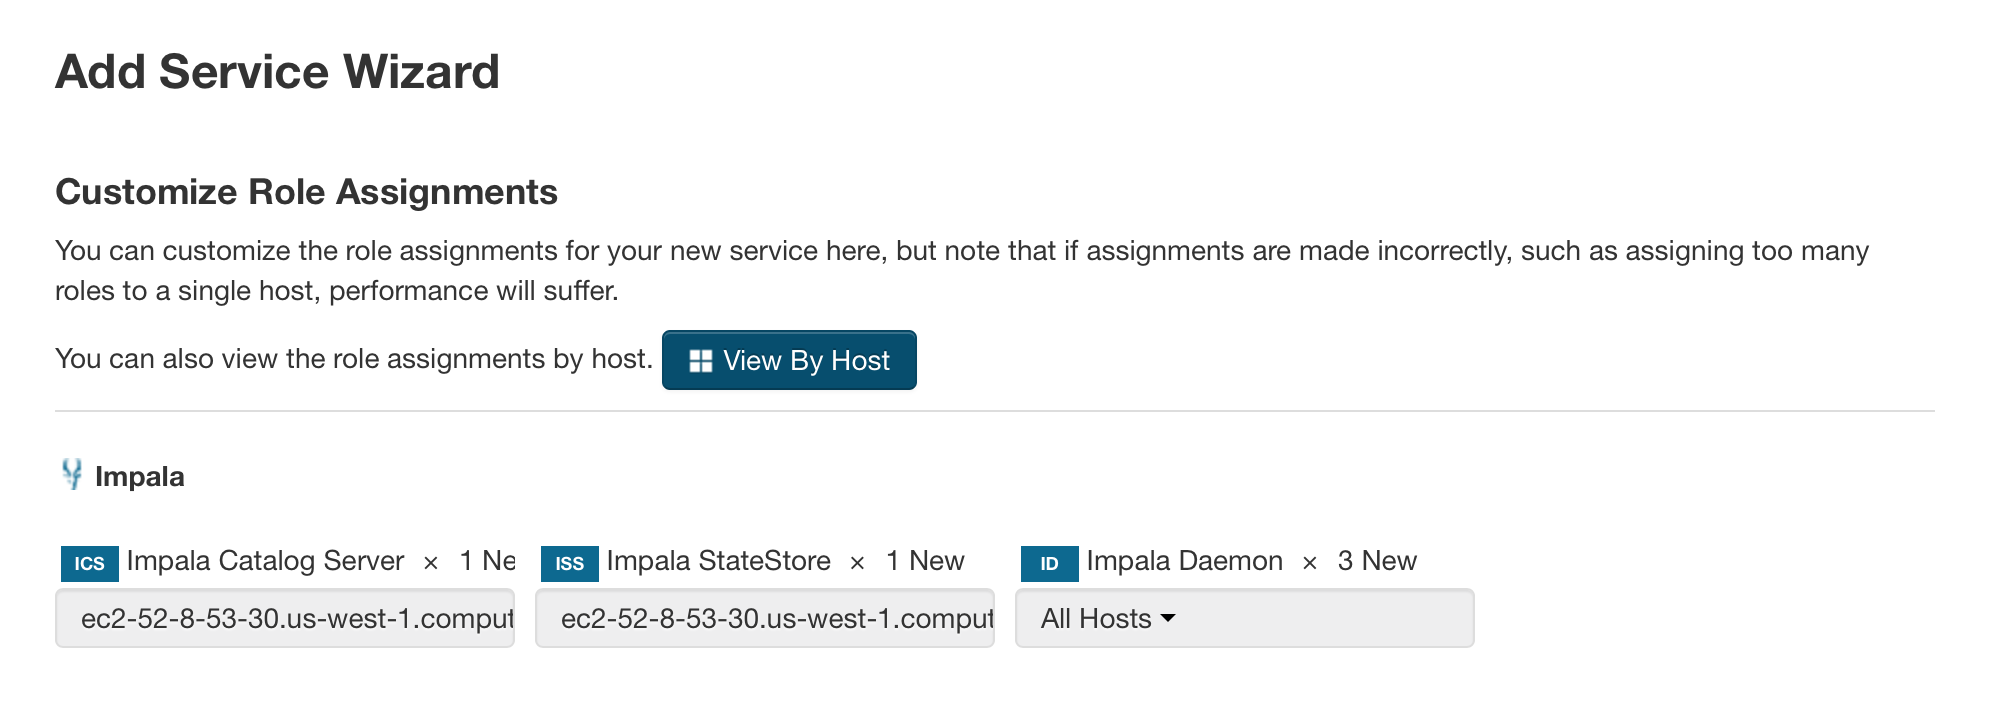 Add Service Wizard
Customize Role Assignments
You can customize the role assignments for your new service here, but note that if assignments are made incorrectly, such as assigning too many
roles to a single host, performance will suffer.
You can also view the role assignments by host. View By Host
Impala
ICS Impala Catalog Server × 1 Ne ISS Impala StateStore × 1 New ID Impala Daemon × 3 New
ec2-52-8-53-30.us-west-1.comput ec2-52-8-53-30.us-west-1.comput All Hosts